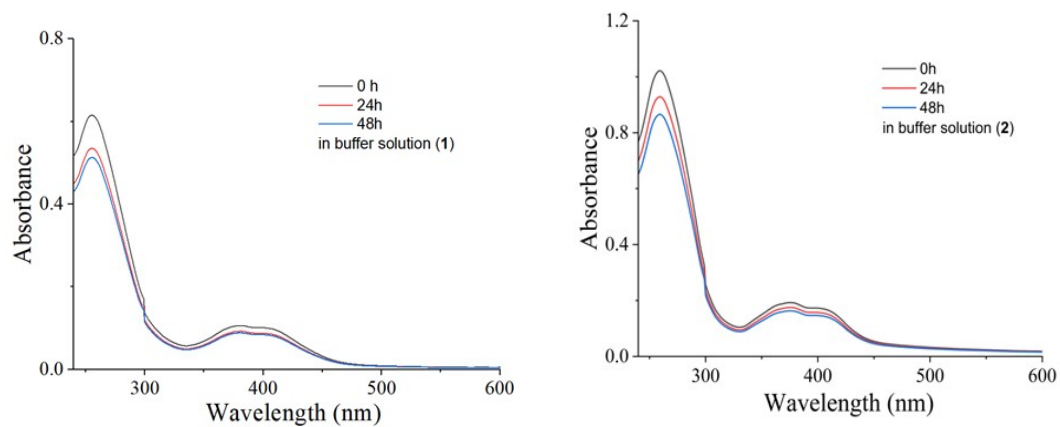 0.8
0.4
0.0
Absorbance
0 h
24h
48h
in buffer solution (1)
300
400
500
600
Wavelength (nm)
1.2
0.8
0.4
0.0
Absorbance
0h
24h
48h
in buffer solution (2)
300
400
500
600
Wavelength (nm)